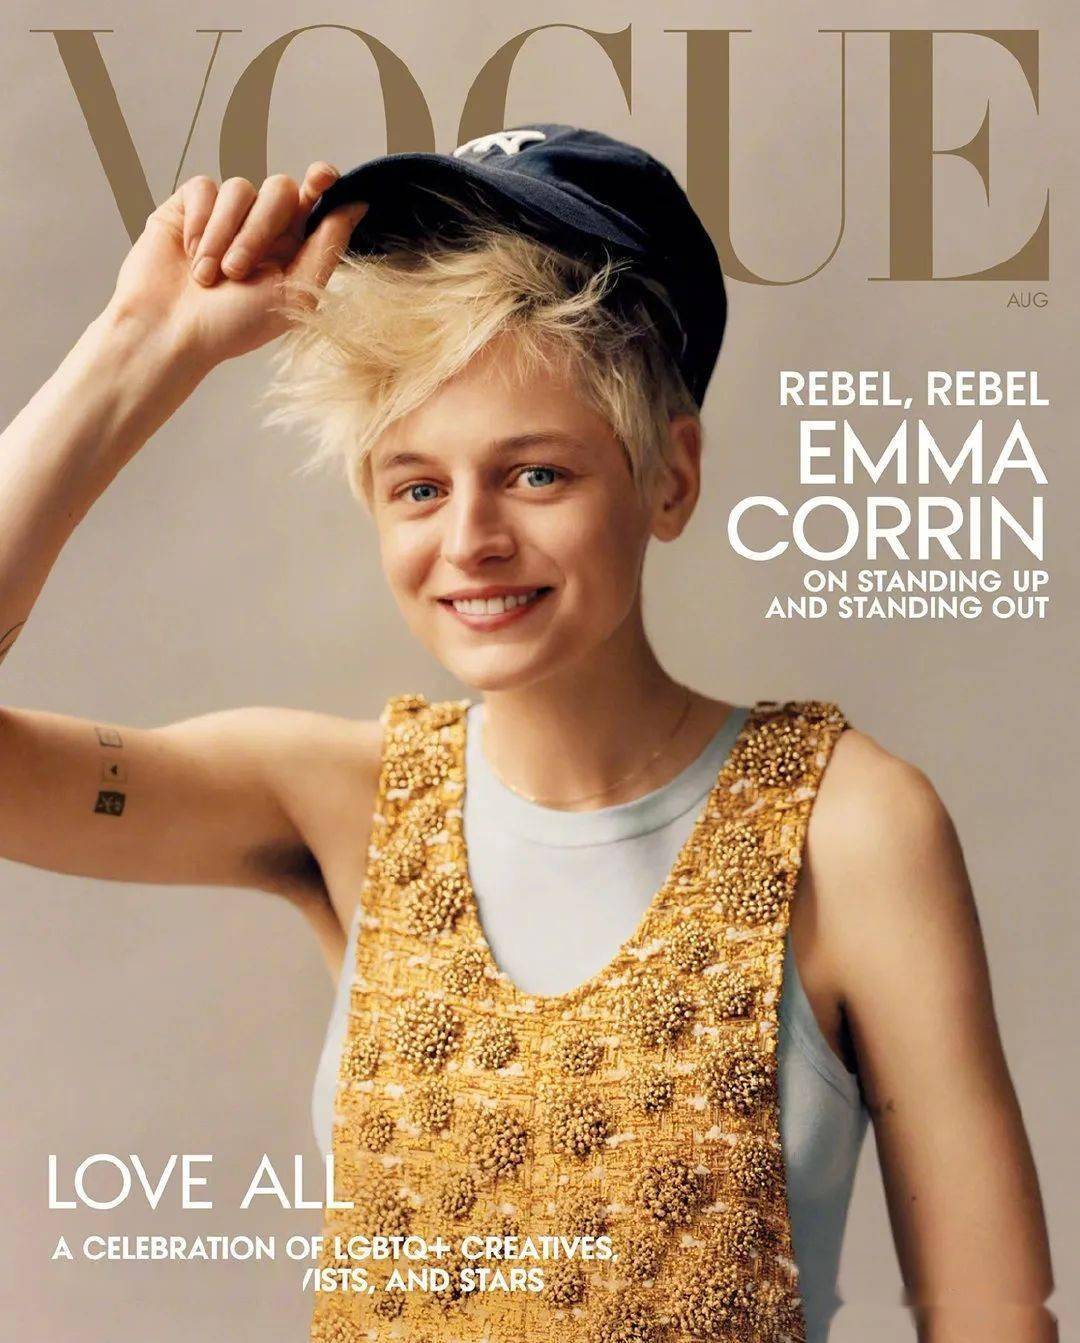 VOGUE
AUG
REBEL, REBEL
EMMA
CORRIN
ON STANDING UP
AND STANDING OUT
LOVE ALL
A CELEBRATION OF LGBTQ+ CREATIVES,
AND STARS